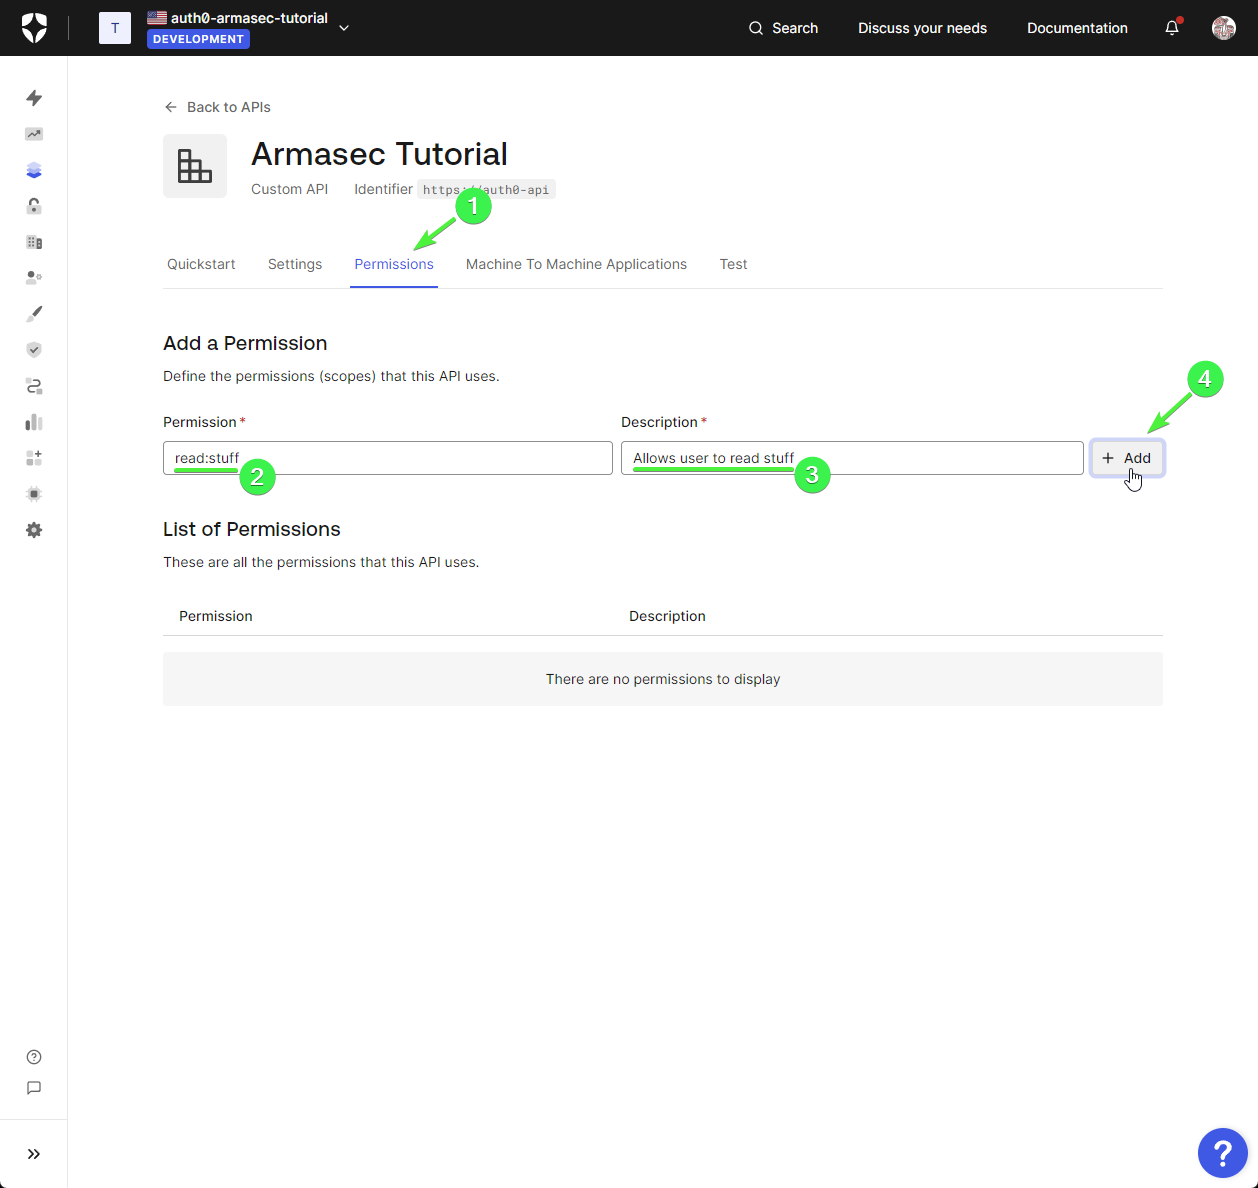 T
auth0-armasec-tutorial
DEVELOPMENT
Search
Discuss your needs
Documentation
Back to APIs
Armasec Tutorial
Custom API
Identifier
https://auth0-api
1
Quickstart
Settings
Permissions
Machine To Machine Applications
Test
Add a Permission
Define the permissions (scopes) that this API uses.
4
Permission *
Description *
read:stuff
2
Allows user to read stuff
3
+ Add
List of Permissions
These are all the permissions that this API uses.
Permission
Description
There are no permissions to display
?
?